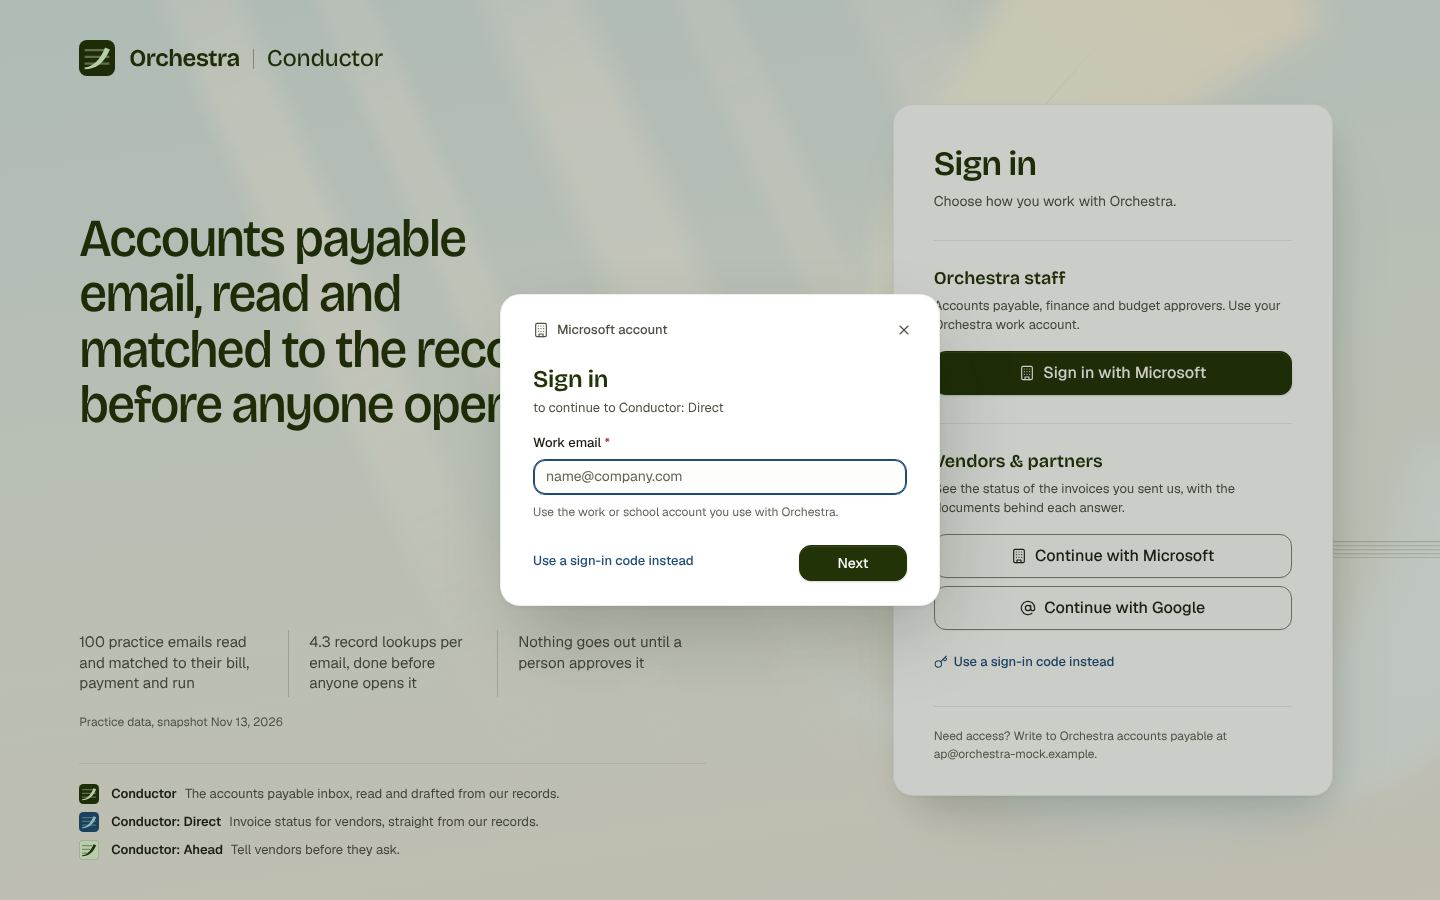 Orchestra | Conductor
Accounts payable
email, read and
matched to the reco
before anyone open
100 practice emails read
and matched to their bill,
payment and run
4.3 record lookups per
email, done before
anyone opens it
Nothing goes out until a
person approves it
Practice data, snapshot Nov 13, 2026
Conductor The accounts payable inbox, read and drafted from our records.
Conductor: Direct Invoice status for vendors, straight from our records.
Conductor: Ahead Tell vendors before they ask.
Microsoft account
Sign in
to continue to Conductor: Direct
Work email *
name@company.com
Use the work or school account you use with Orchestra.
Use a sign-in code instead
Next
Sign in
Choose how you work with Orchestra.
Orchestra staff
Accounts payable, finance and budget approvers. Use your
Orchestra work account.
Sign in with Microsoft
Vendors & partners
See the status of the invoices you sent us, with the
documents behind each answer.
Continue with Microsoft
Continue with Google
Use a sign-in code instead
Need access? Write to Orchestra accounts payable at
ap@orchestra-mock.example.